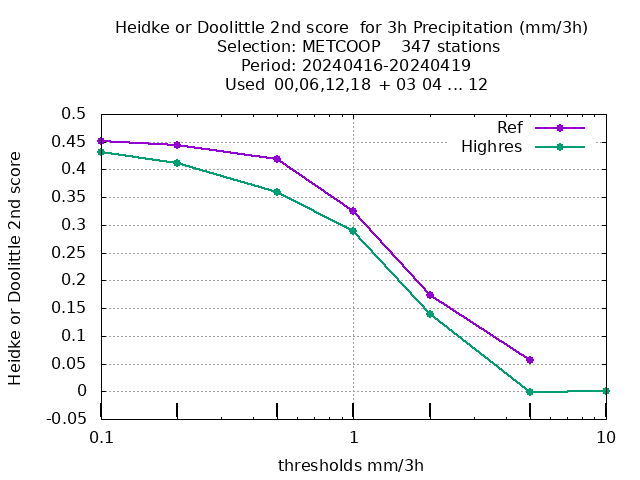 Heidke or Doolittle 2nd score  for 3h Precipitation (mm/3h)
Selection: METCOOP    347 stations
Period: 20240416-20240419
Used  00,06,12,18 + 03 04 ... 12
Ref
Highres
Heidke or Doolittle 2nd score
0.5
0.45
0.4
0.35
0.3
0.25
0.2
0.15
0.1
0.05
0
-0.05
0.1
1
10
thresholds mm/3h